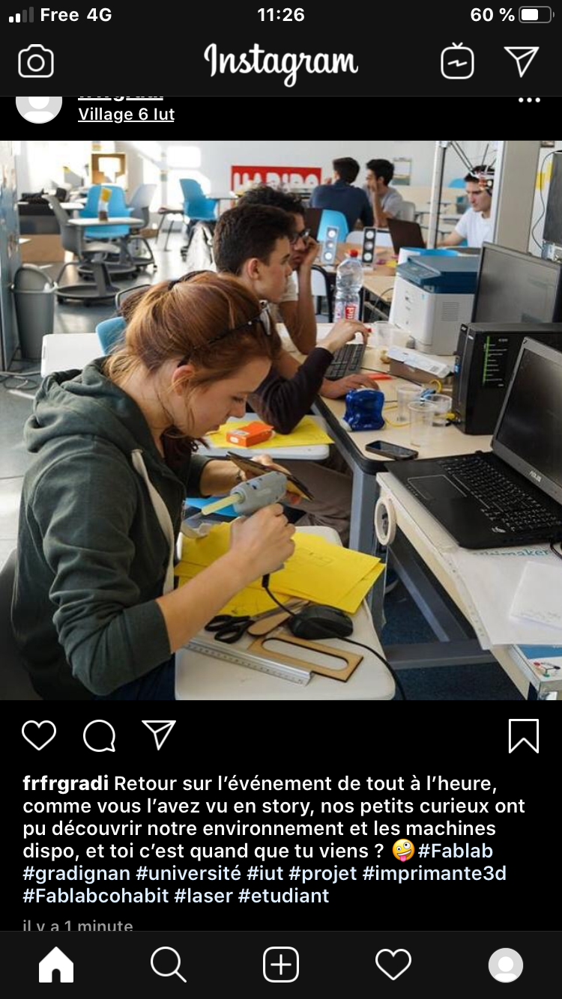 Free 4G
11:26
60 %
Instagram
Village 6 Iut
ASUS
frfrgradi Retour sur l’événement de tout à l’heure,
comme vous l’avez vu en story, nos petits curieux ont
pu découvrir notre environnement et les machines
dispo, et toi c’est quand que tu viens ? 🤪#Fablab
#gradignan #université #iut #projet #imprimante3d
#Fablabcohabit #laser #etudiant
il y a 1 minute